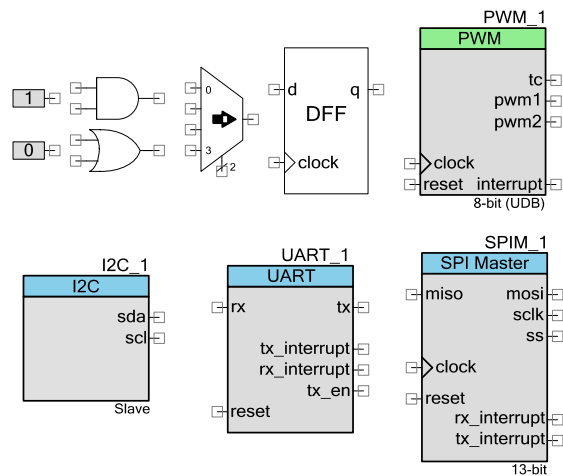 PWM_1
PWM
1
0
0
3
2
d q
DFF
clock
tc
pwm1
pwm2
clock
reset interrupt
8-bit (UDB)
I2C_1
I2C
sda
scl
Slave
UART_1
UART
rx tx
tx_interrupt
rx_interrupt
tx_en
reset
SPIM_1
SPI Master
miso mosi
sclk
ss
clock
reset
rx_interrupt
tx_interrupt
13-bit